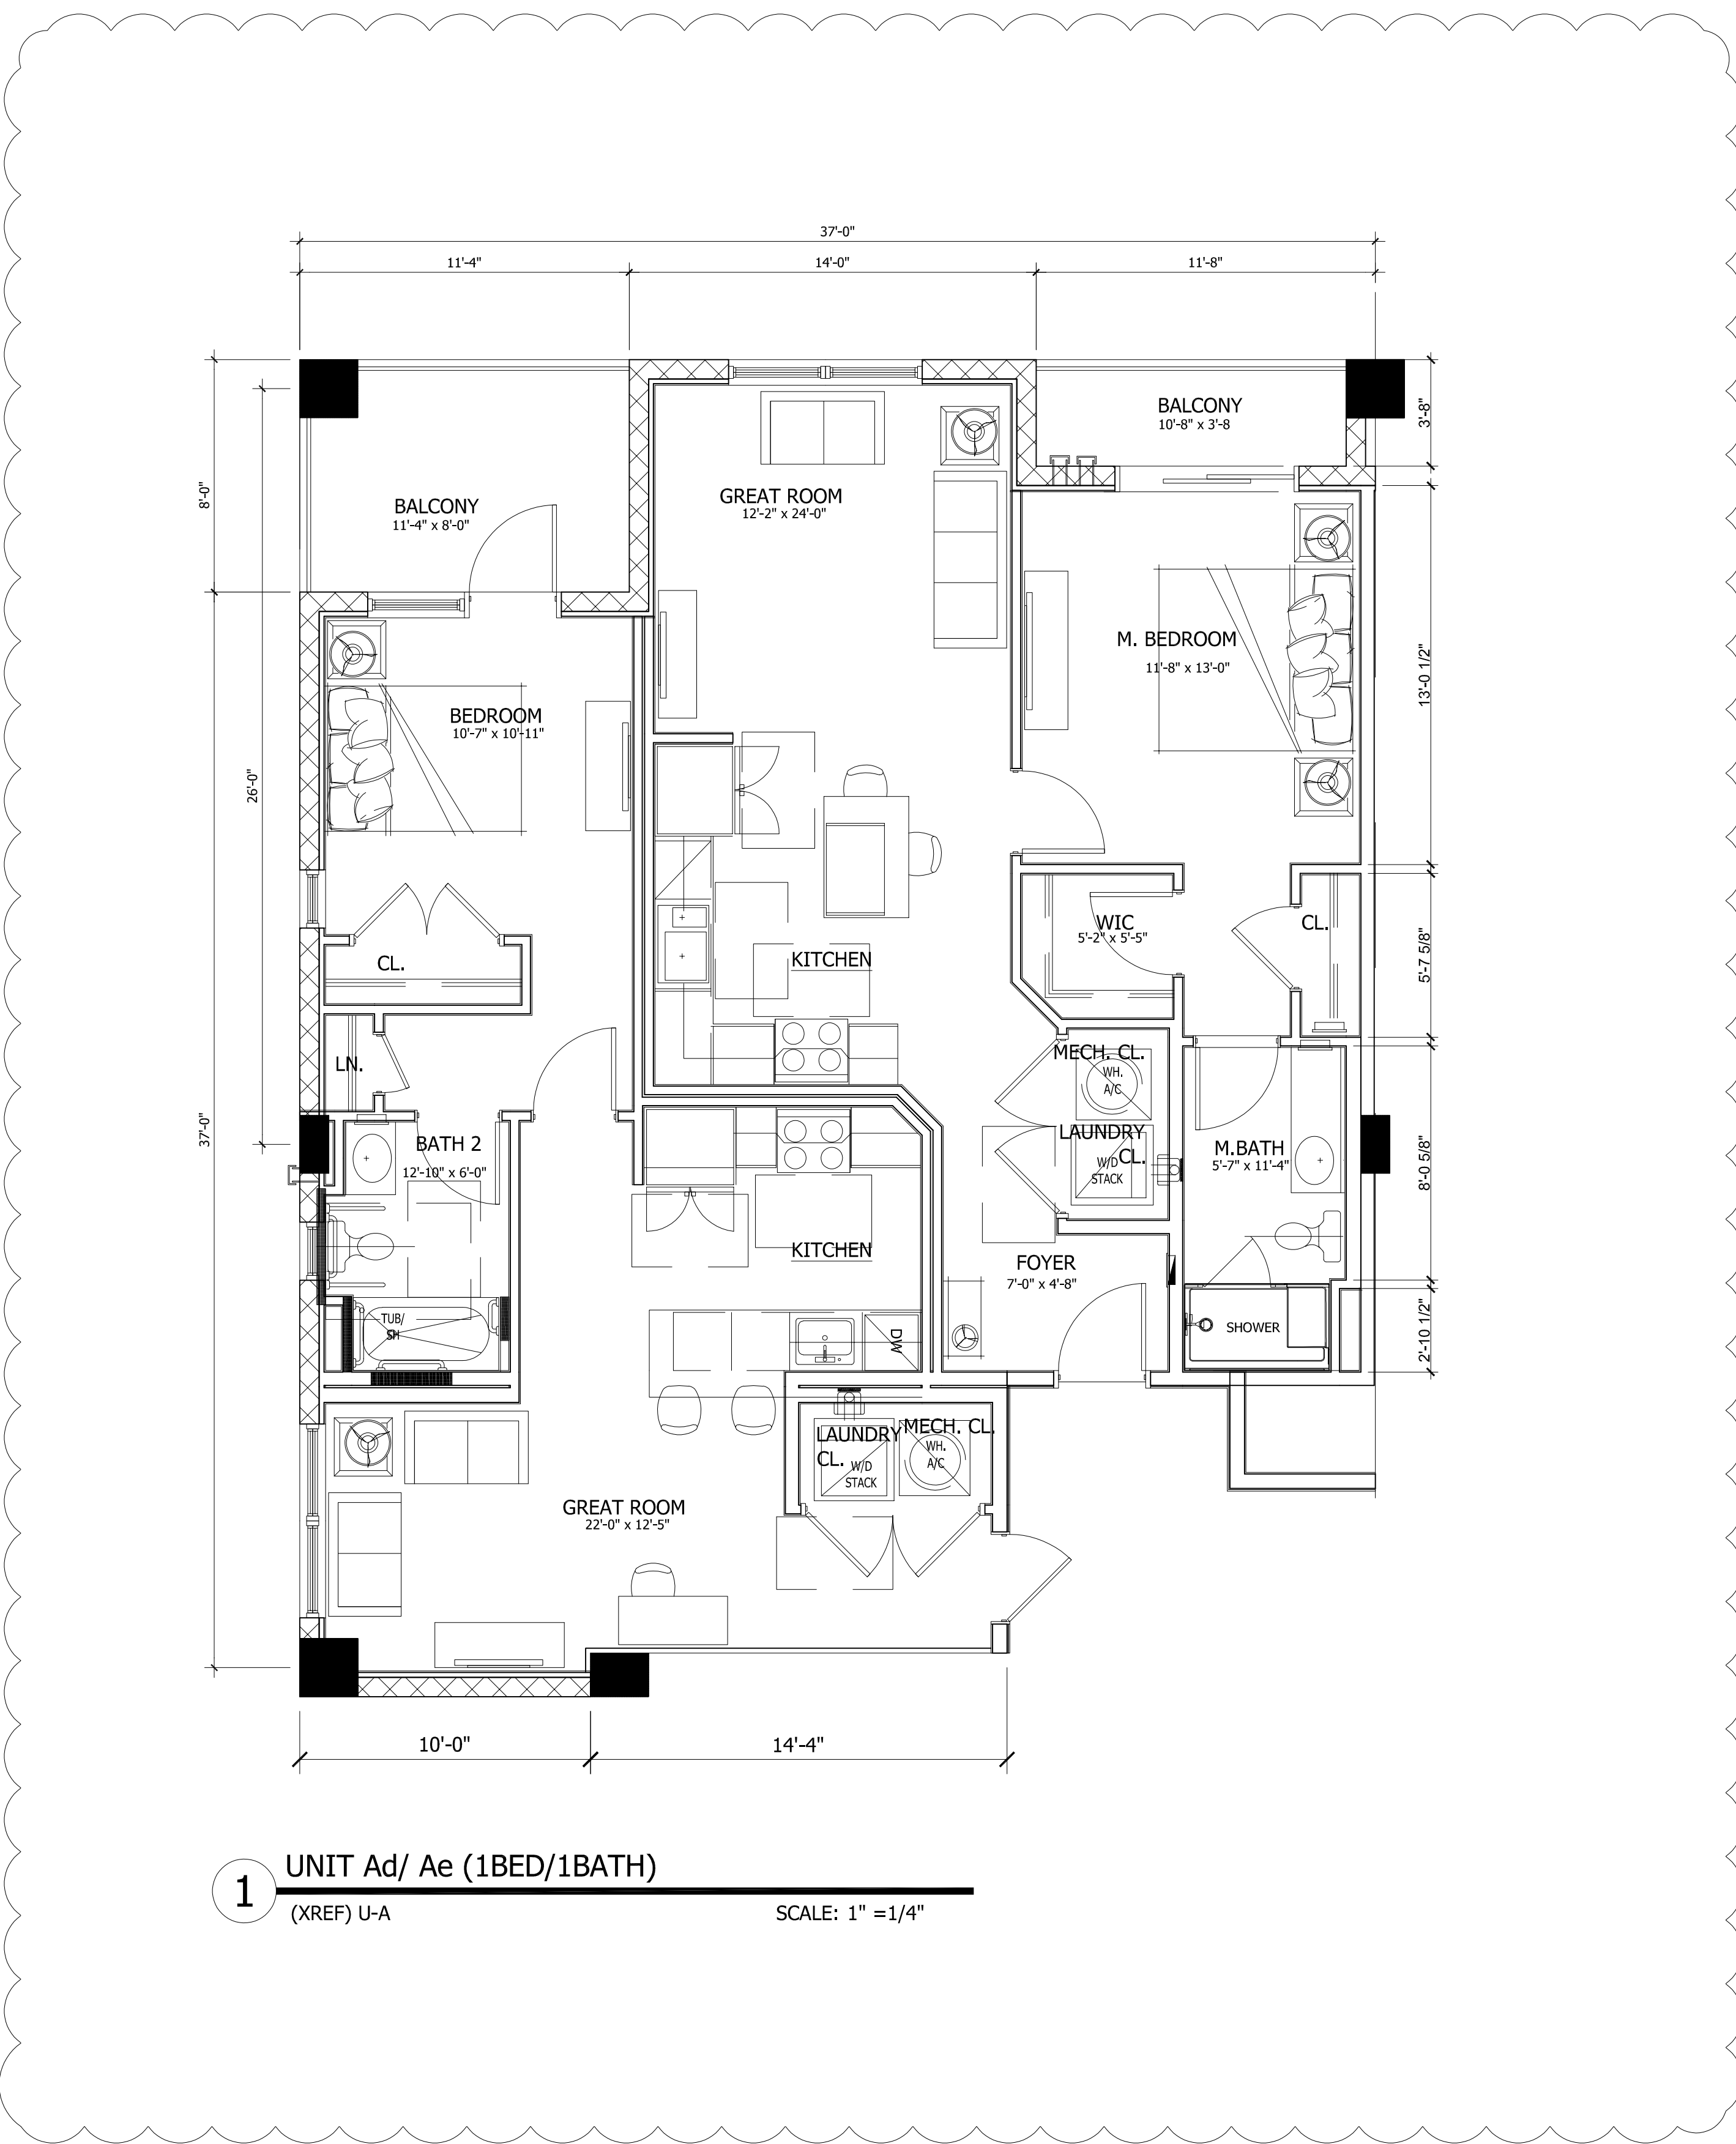 37'-0"
11'-4"
14'-0"
11'-8"
BALCONY
10'-8" x 3'-8
3'-8"
8'-0"
BALCONY
11'-4" x 8'-0"
GREAT ROOM
12'-2" x 24'-0"
M. BEDROOM
11'-8" x 13'-0"
13'-0 1/2"
BEDROOM
10'-7" x 10'-11"
26'-0"
WIC
5'-2" x 5'-5"
CL.
5'-7 5/8"
KITCHEN
CL.
LN.
MECH. CL.
WH.
A/C
37'-0"
BATH 2
12'-10" x 6'-0"
LAUNDRY
CL.
W/D
STACK
M.BATH
5'-7" x 11'-4"
8'-0 5/8"
KITCHEN
FOYER
7'-0" x 4'-8"
TUB/
SH
DW
SHOWER
2'-10 1/2"
LAUNDRY
CL.
W/D
STACK
MECH. CL.
WH.
A/C
GREAT ROOM
22'-0" x 12'-5"
10'-0"
14'-4"
1
UNIT Ad/ Ae (1BED/1BATH)
(XREF) U-A
SCALE: 1" =1/4"